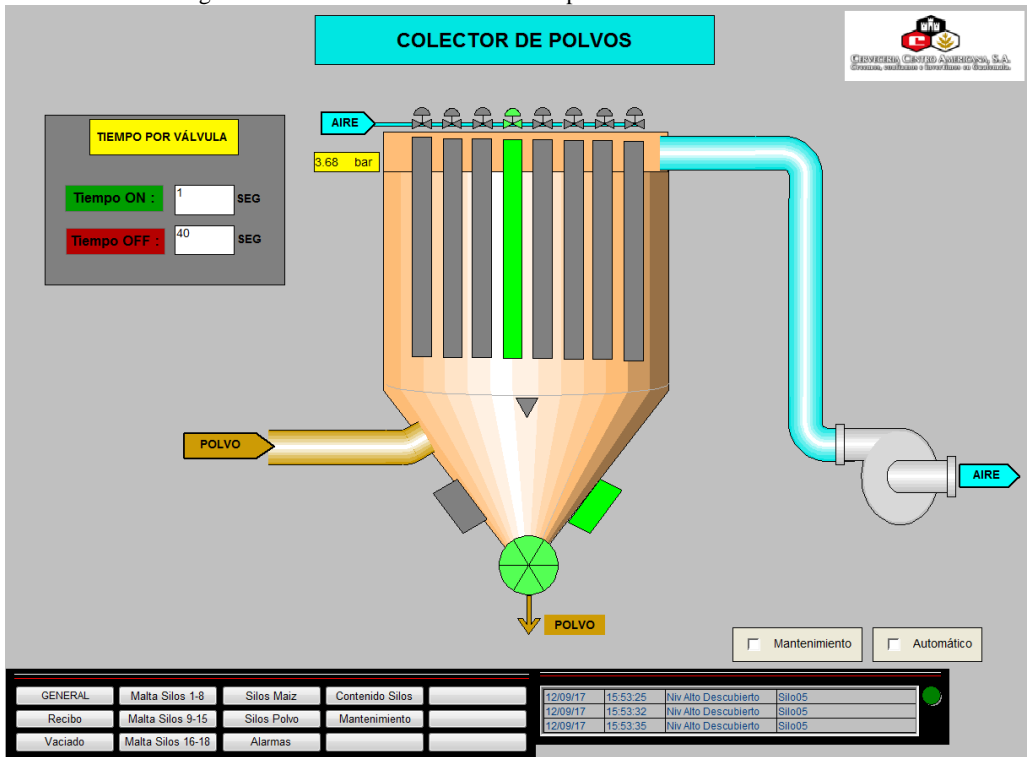 COLECTOR DE POLVOS
CERVECERIA CENTRO AMERICANA, S.A.
TIEMPO POR VÁLVULA
Tiempo ON :
1
SEG
Tiempo OFF :
40
SEG
AIRE
3.68 bar
POLVO
AIRE
POLVO
Mantenimiento
Automático
GENERAL
Malta Silos 1-8
Silos Maiz
Contenido Silos
Recibo
Malta Silos 9-15
Silos Polvo
Mantenimiento
Vaciado
Malta Silos 16-18
Alarmas
12/09/17 15:53:25 Niv Alto Descubierto Silo05
12/09/17 15:53:32 Niv Alto Descubierto Silo05
12/09/17 15:53:35 Niv Alto Descubierto Silo05